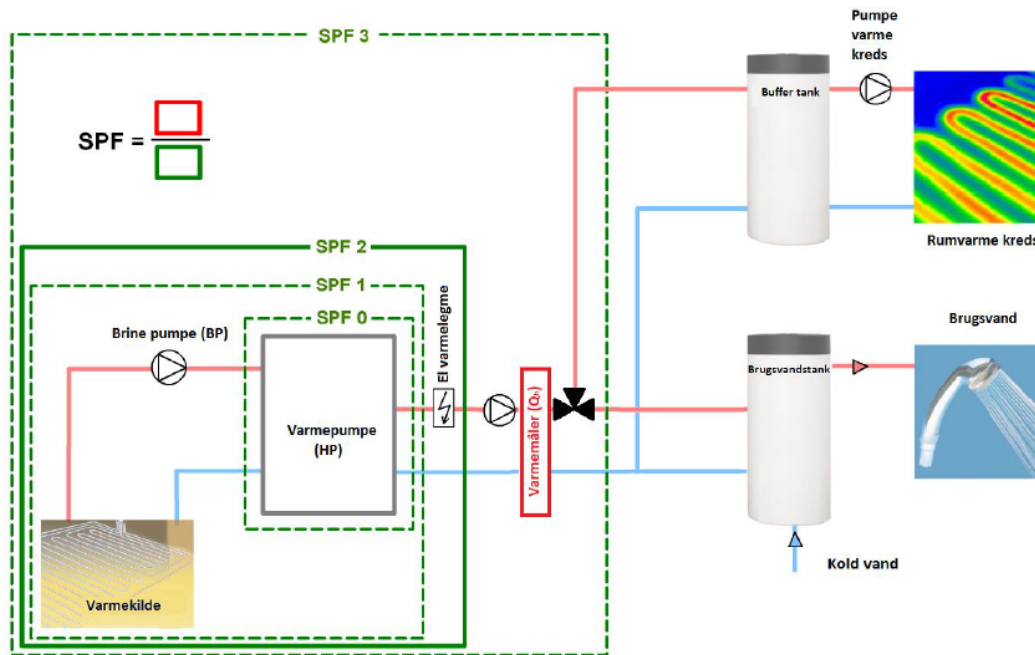 SPF 3
Pumpe
varme
kreds
Buffer tank
SPF =
Rumvarme kreds
SPF 2
SPF 1
SPF 0
Brine pumpe (BP)
El varmelegme
Brugsvand
Brugsvandstank
Varmepumpe
(HP)
Varmemåler (Qh)
Varmekilde
Kold vand